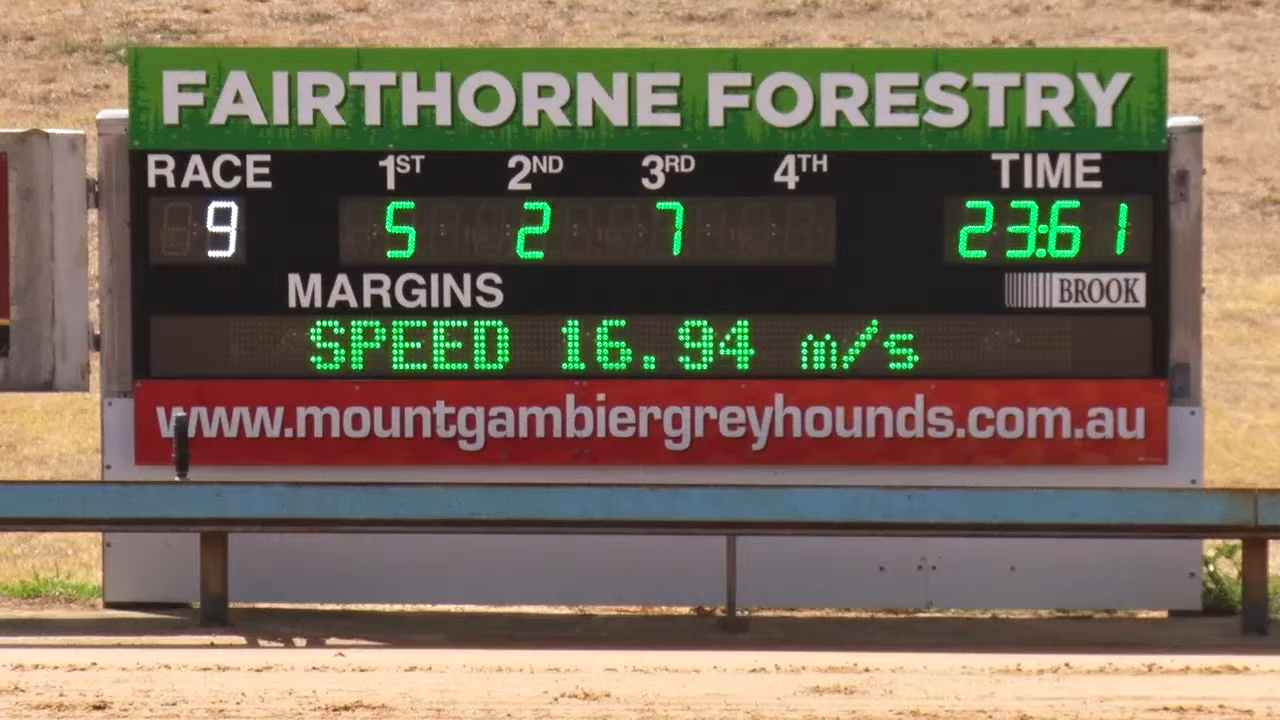 FAIRTHORNE FORESTRY
RACE 1ST 2ND 3RD 4TH TIME
9 5 2 7 23:61
MARGINS BROOK
SPEED 16.94 m/s
www.mountgambiergreyhounds.com.au